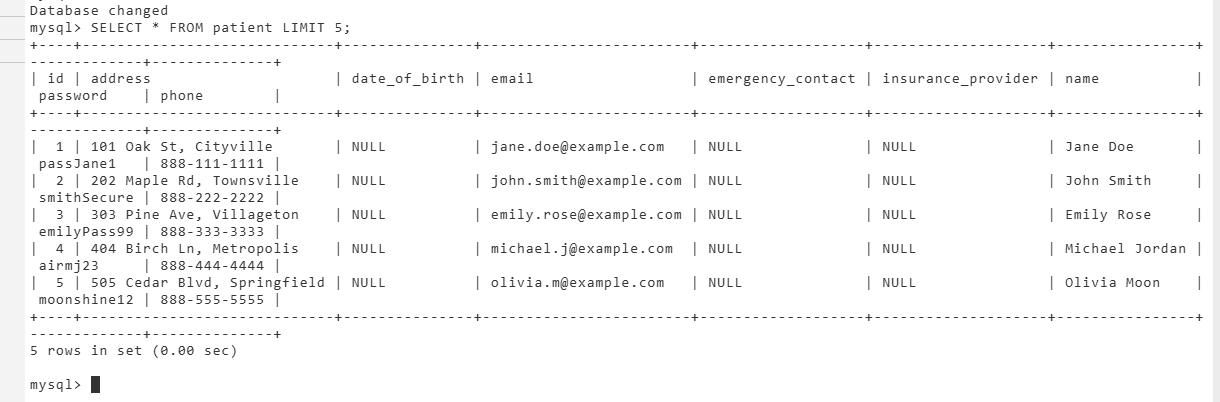 Database changed
mysql> SELECT * FROM patient LIMIT 5;
+----+-----------------------------+---------------+------------------------+-------------------+--------------------+----------------+
-------------+--------------+
| id | address                     | date_of_birth | email                  | emergency_contact | insurance_provider | name           |
 password    | phone        |
+----+-----------------------------+---------------+------------------------+-------------------+--------------------+----------------+
-------------+--------------+
|  1 | 101 Oak St, Cityville       | NULL          | jane.doe@example.com   | NULL              | NULL               | Jane Doe       |
 passJane1   | 888-111-1111 |
|  2 | 202 Maple Rd, Townsville    | NULL          | john.smith@example.com | NULL              | NULL               | John Smith     |
 smithSecure | 888-222-2222 |
|  3 | 303 Pine Ave, Villageton    | NULL          | emily.rose@example.com | NULL              | NULL               | Emily Rose     |
 emilyPass99 | 888-333-3333 |
|  4 | 404 Birch Ln, Metropolis    | NULL          | michael.j@example.com  | NULL              | NULL               | Michael Jordan |
 airmj23     | 888-444-4444 |
|  5 | 505 Cedar Blvd, Springfield | NULL          | olivia.m@example.com   | NULL              | NULL               | Olivia Moon    |
 moonshine12 | 888-555-5555 |
+----+-----------------------------+---------------+------------------------+-------------------+--------------------+----------------+
-------------+--------------+
5 rows in set (0.00 sec)
mysql>